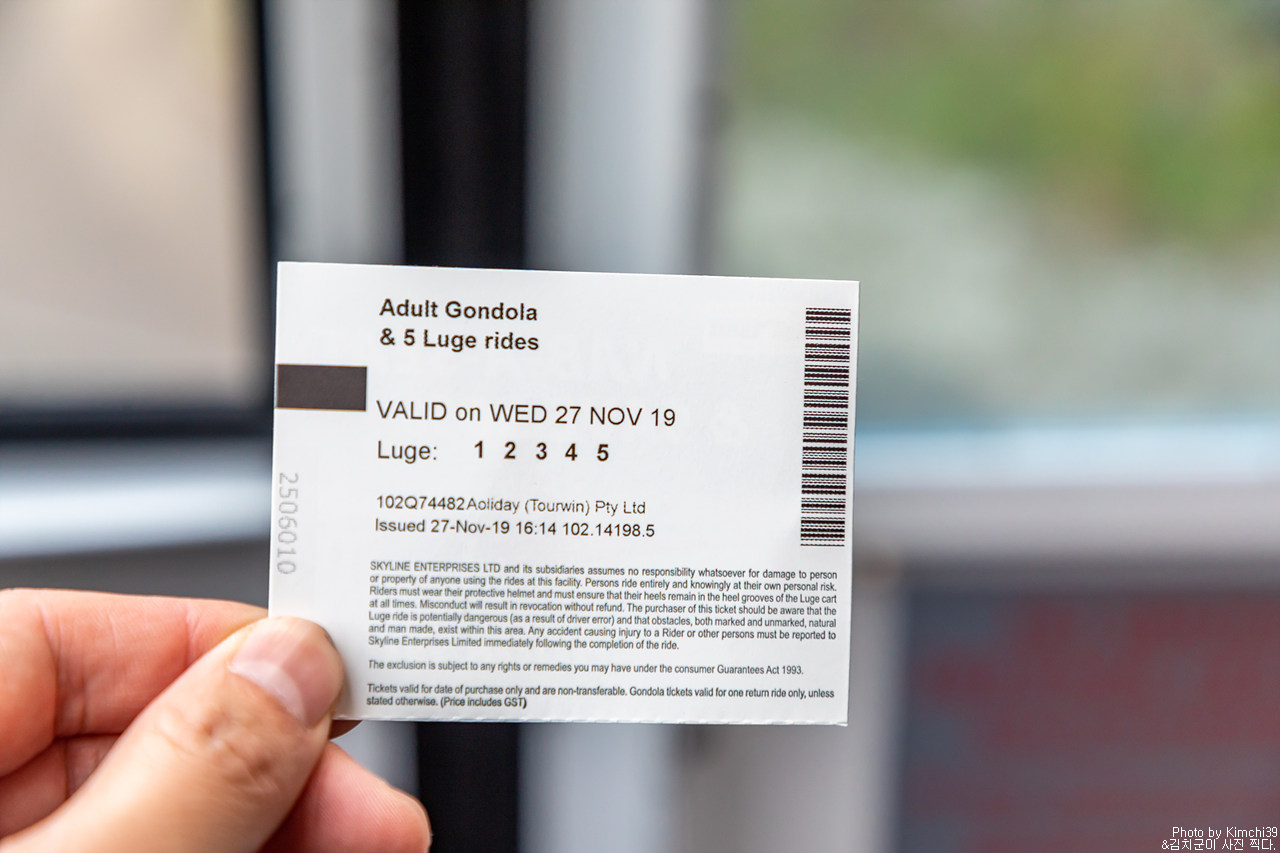 Adult Gondola
& 5 Luge rides
VALID on WED 27 NOV 19
Luge: 1 2 3 4 5
102Q74482Aoliday (Tourwin) Pty Ltd
Issued 27-Nov-19 16:14 102.14198.5
2506010
SKYLINE ENTERPRISES LTD and its subsidiaries assumes no responsibility whatsoever for damage to person
or property of anyone using the rides at this facility. Persons ride entirely and knowingly at their own personal risk.
Riders must wear their protective helmet and must ensure that their heels remain in the heel grooves of the Luge cart
at all times. Misconduct will result in revocation without refund. The purchaser of this ticket should be aware that the
Luge ride is potentially dangerous (as a result of driver error) and that obstacles, both marked and unmarked, natural
and man made, exist within this area. Any accident causing injury to a Rider or other persons must be reported to
Skyline Enterprises Limited immediately following the completion of the ride.
The exclusion is subject to any rights or remedies you may have under the consumer Guarantees Act 1993.
Tickets valid for date of purchase only and are non-transferable. Gondola tickets valid for one return ride only, unless
stated otherwise. (Price includes GST)
Photo by Kimchi39
&김치군이 사진 찍다.